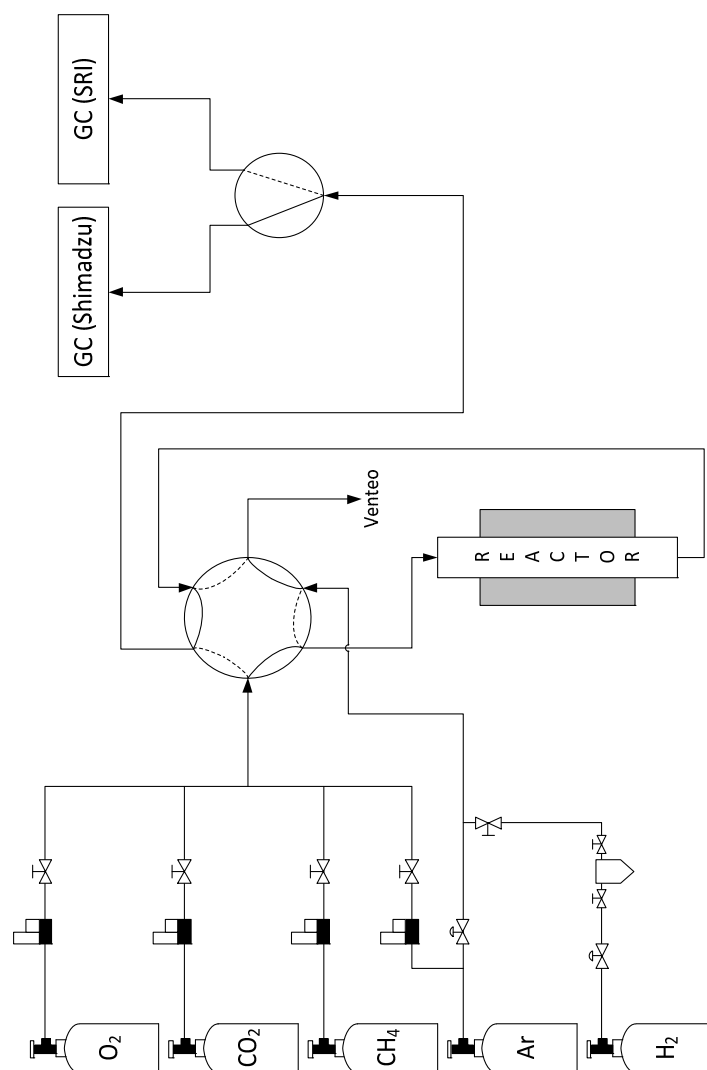 GC (SRI)
GC (Shimadzu)
Venteo
R E A C T O R
O2
CO2
CH4
Ar
H2